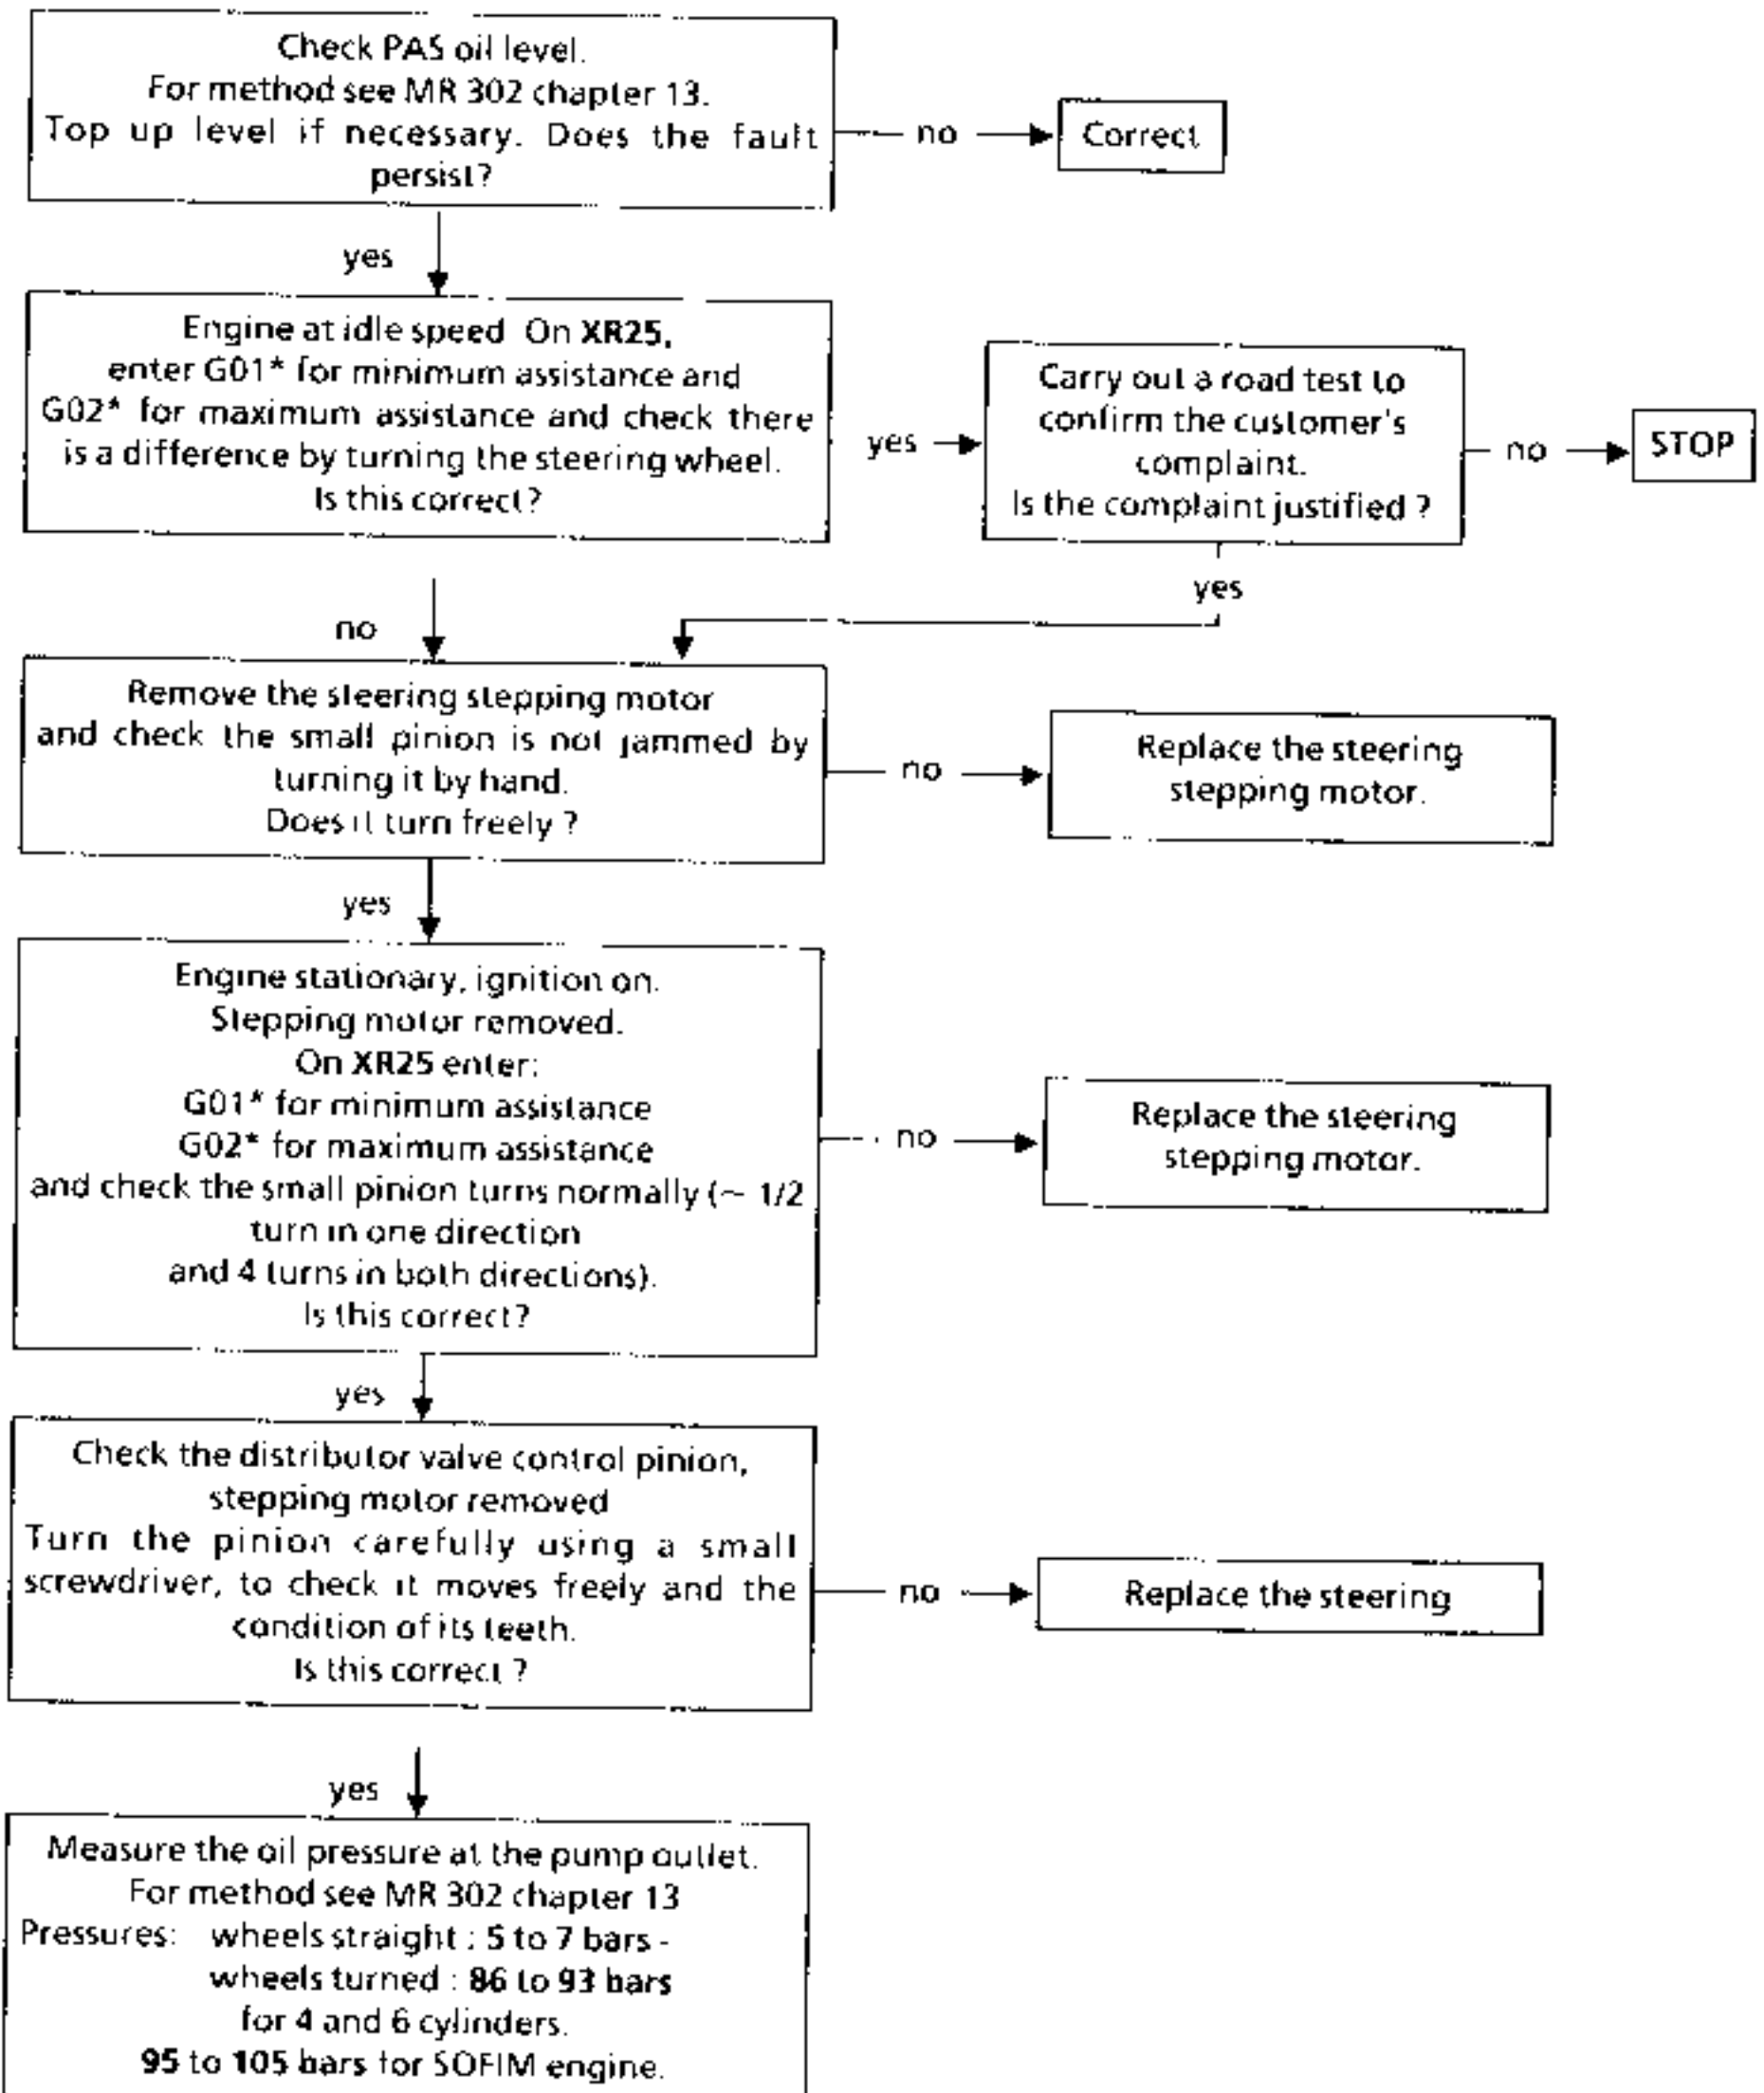 Check PAS oil level.
For method see MR 302 chapter 13.
Top up level if necessary. Does the fault
persist?
no
Correct
yes
Engine at idle speed On XR25,
enter G01* for minimum assistance and
G02* for maximum assistance and check there
is a difference by turning the steering wheel.
Is this correct?
yes
Carry out a road test to
confirm the customer's
complaint.
Is the complaint justified ?
no
STOP
yes
no
Remove the steering stepping motor
and check the small pinion is not jammed by
turning it by hand.
Does it turn freely ?
no
Replace the steering
stepping motor.
yes
Engine stationary, ignition on.
Stepping motor removed.
On XR25 enter:
G01* for minimum assistance
G02* for maximum assistance
and check the small pinion turns normally (~ 1/2
turn in one direction
and 4 turns in both directions).
Is this correct?
no
Replace the steering
stepping motor.
yes
Check the distributor valve control pinion,
stepping motor removed
Turn the pinion carefully using a small
screwdriver, to check it moves freely and the
condition of its teeth.
Is this correct ?
no
Replace the steering
yes
Measure the oil pressure at the pump outlet.
For method see MR 302 chapter 13
Pressures: wheels straight : 5 to 7 bars -
wheels turned : 86 to 93 bars
for 4 and 6 cylinders.
95 to 105 bars for SOFIM engine.